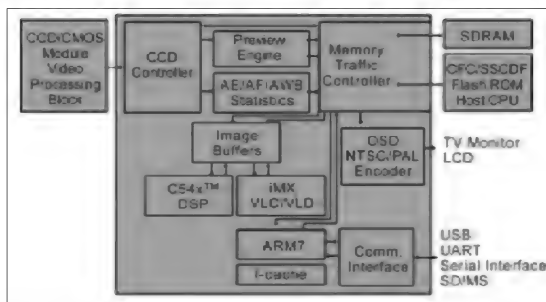 CCD/CMOS
Module
Video
Processing
Block
CCD
Controller
Preview
Engine
AE/AF/AWB
Statistics
Memory
Traffic
Controller
SDRAM
CFC/SSCDF
Flash ROM
Host CPU
Image
Buffers
C54x™
DSP
iMX
VLC/VLD
OSD
NTSC/PAL
Encoder
TV Monitor
LCD
ARM7
I-cache
Comm.
Interface
USB
UART
Serial Interface
SD/MS